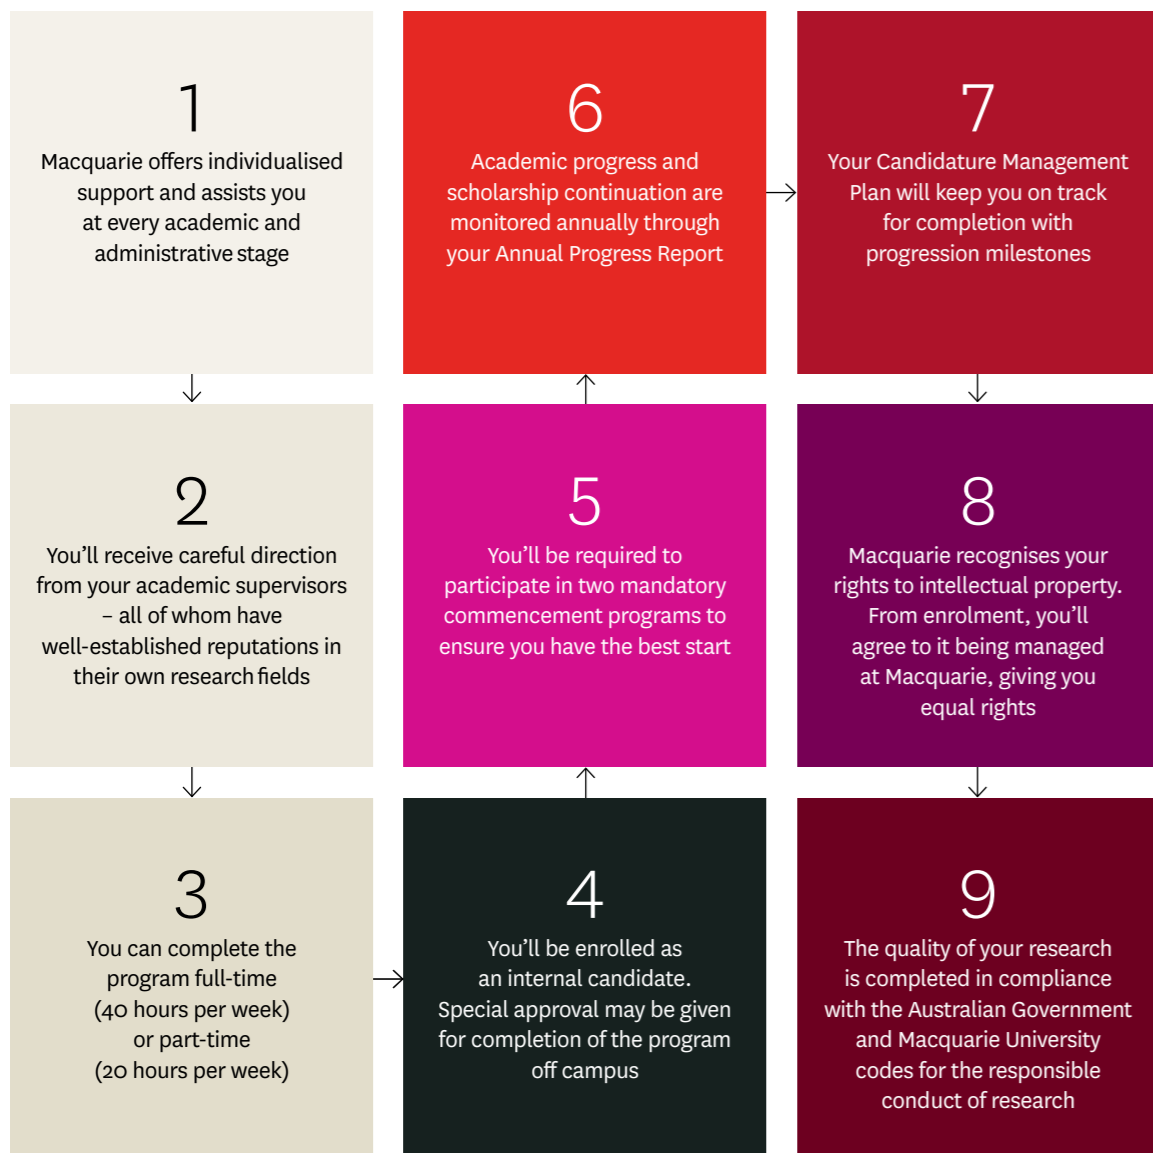 1
Macquarie offers individualised
support and assists you
at every academic and
administrative stage
2
You’ll receive careful direction
from your academic supervisors
– all of whom have
well-established reputations in
their own research fields
3
You can complete the
program full-time
(40 hours per week)
or part-time
(20 hours per week)
4
You’ll be enrolled as
an internal candidate.
Special approval may be given
for completion of the program
off campus
5
You’ll be required to
participate in two mandatory
commencement programs to
ensure you have the best start
6
Academic progress and
scholarship continuation are
monitored annually through
your Annual Progress Report
7
Your Candidature Management
Plan will keep you on track
for completion with
progression milestones
8
Macquarie recognises your
rights to intellectual property.
From enrolment, you’ll
agree to it being managed
at Macquarie, giving you
equal rights
9
The quality of your research
is completed in compliance
with the Australian Government
and Macquarie University
codes for the responsible
conduct of research